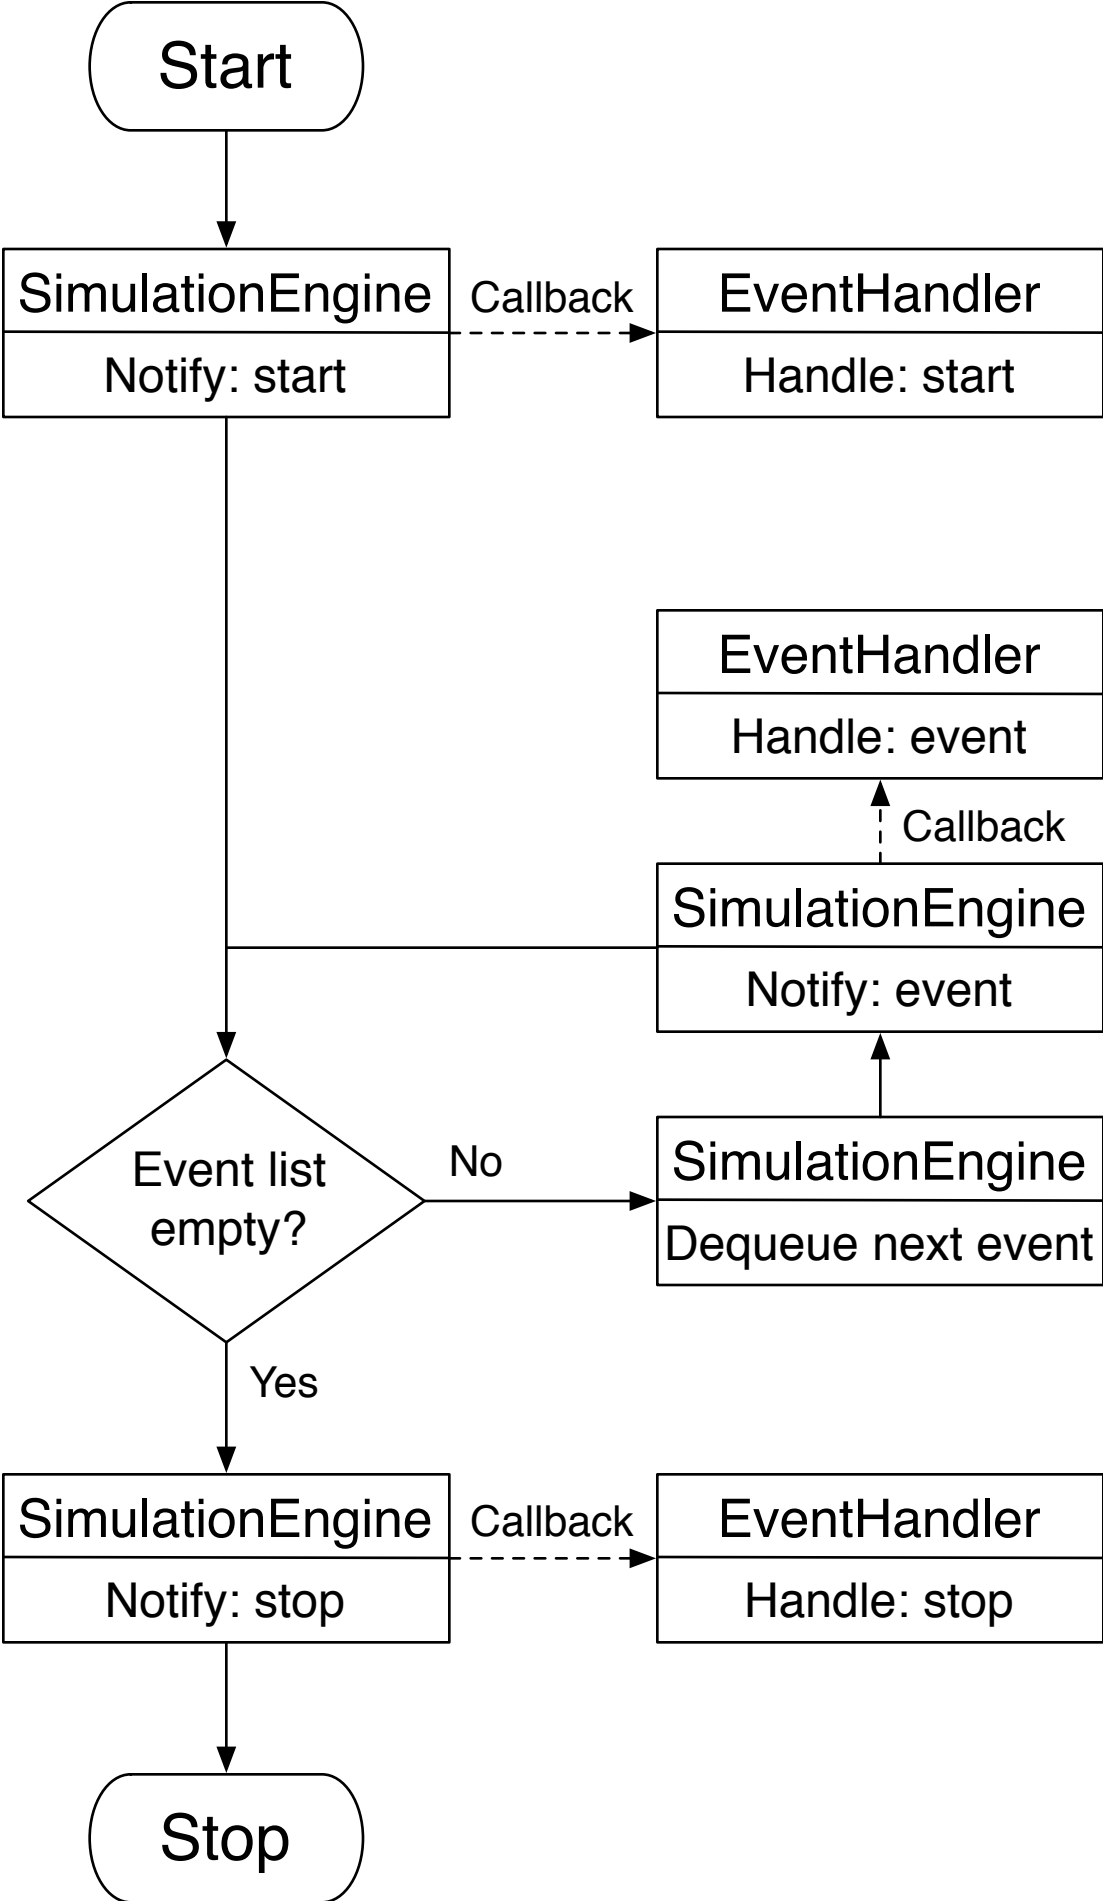 Start
SimulationEngine
Callback
EventHandler
Notify: start
Handle: start
EventHandler
Handle: event
Callback
SimulationEngine
Notify: event
Event list
empty?
No
SimulationEngine
Dequeue next event
Yes
SimulationEngine
Callback
EventHandler
Notify: stop
Handle: stop
Stop